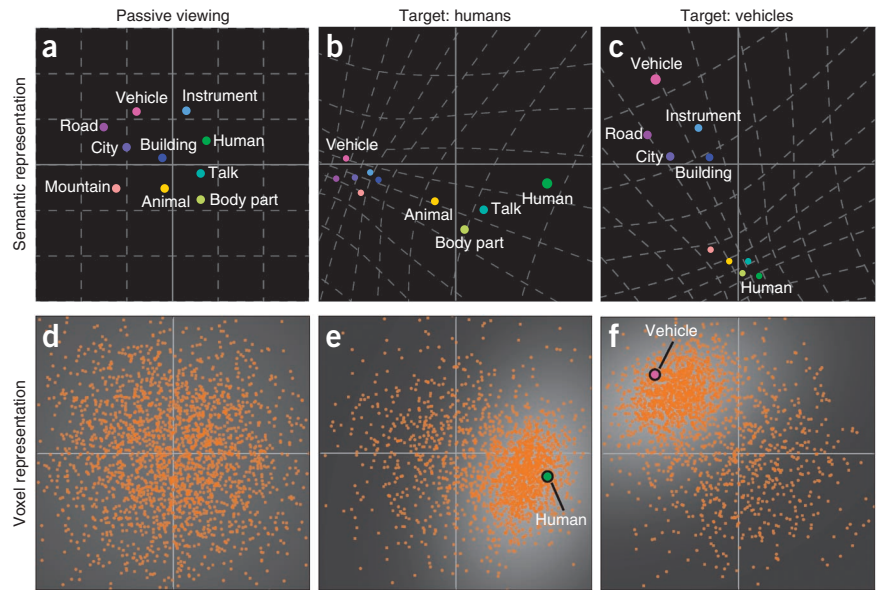 Passive viewing
Target: humans
Target: vehicles
Semantic representation
a
Vehicle
Instrument
Road
City
Building
Human
Talk
Mountain
Animal
Body part
b
Vehicle
Animal
Talk
Human
Body part
c
Vehicle
Instrument
Road
City
Building
Human
Voxel representation
d
e
Human
f
Vehicle